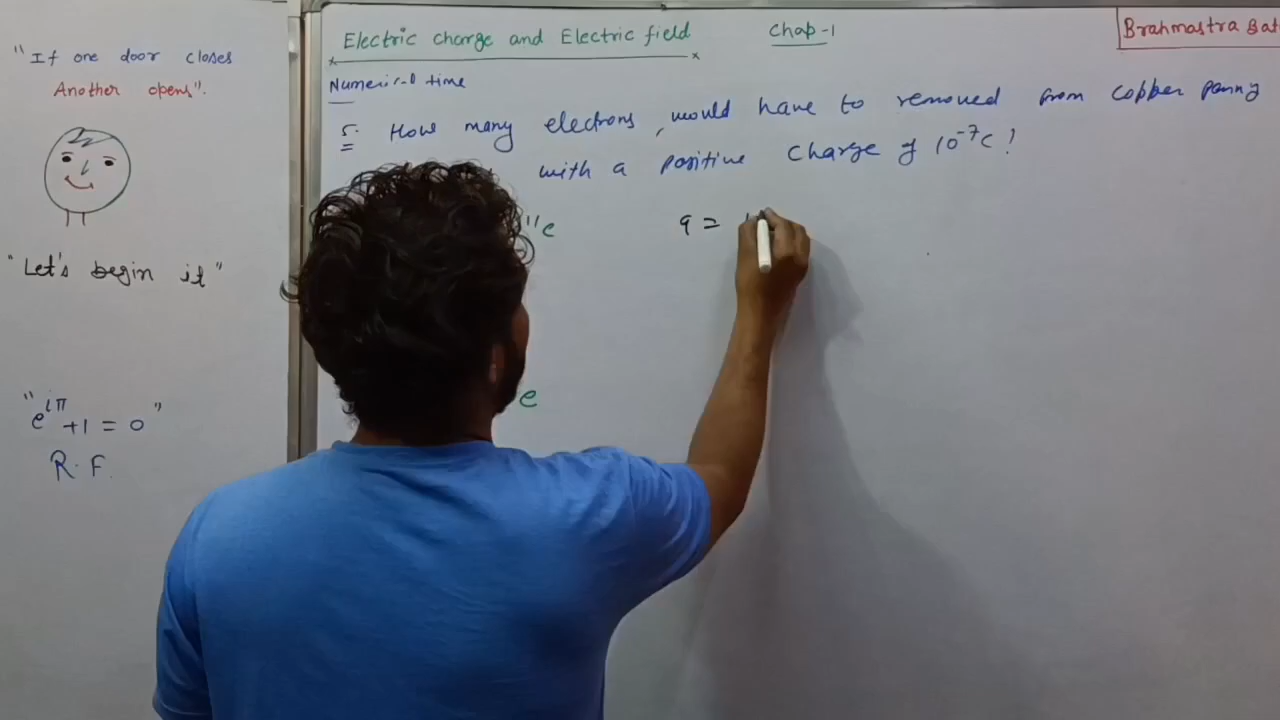 "If one door closes
Another opens".
"Let's begin it"
"e^iπ +1 = 0"
R. F.
Electric charge and Electric field
Chap-1
Brahmastra Bat
Numerical time
5. How many electrons, would have to removed from copper panny
with a positive charge of 10⁻⁷C?
"e
q =
e